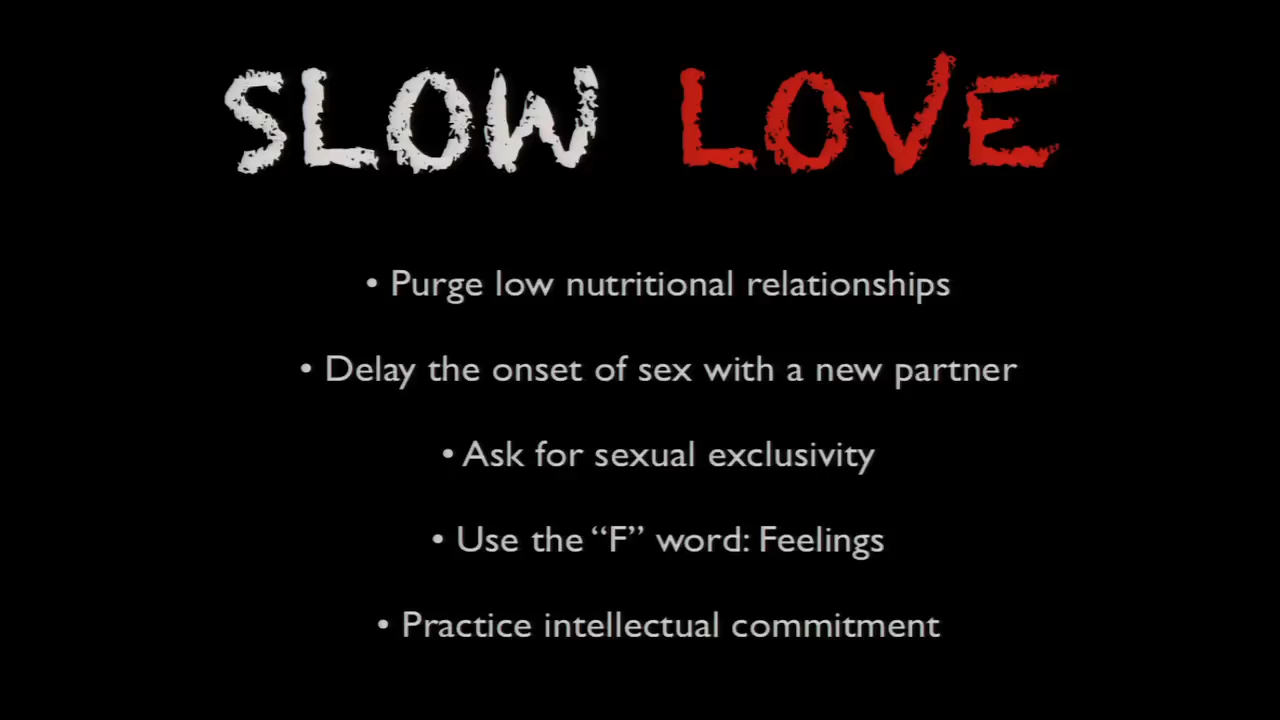 SLOW LOVE
• Purge low nutritional relationships
• Delay the onset of sex with a new partner
• Ask for sexual exclusivity
• Use the “F” word: Feelings
• Practice intellectual commitment